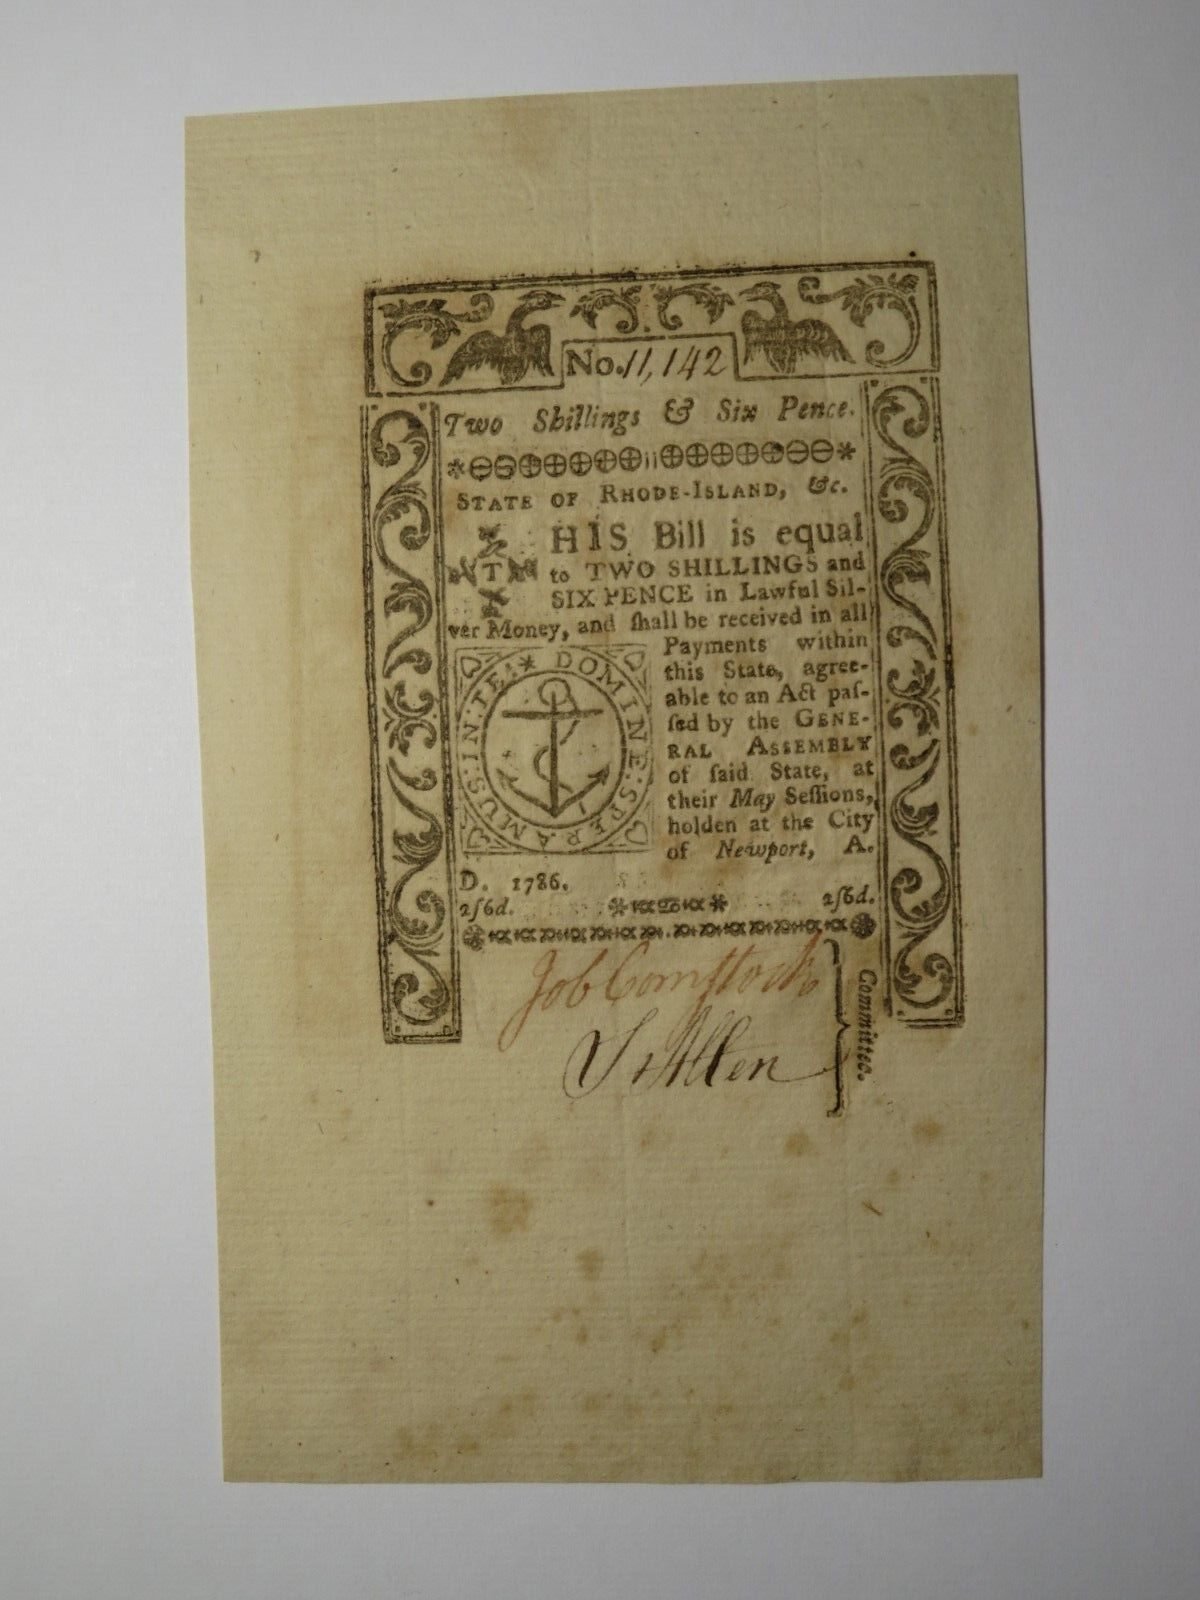 No. 11,142
Two Shillings & Six Pence.
STATE OF RHODE-ISLAND, &c.
THIS Bill is equal
to TWO SHILLINGS and
SIX PENCE in Lawful Sil-
ver Money, and ſhall be received in all
Payments within
this State, agree-
able to an Act paſ-
ſed by the GENE-
RAL ASSEMBLY
of ſaid State, at
their May Seſſions,
holden at the City
of Newport, A.
D. 1786.
IN·TE·DOMINE·SPERAMUS
2ſ6d. 2ſ6d.
Job Comſtock
Committee.
Allen